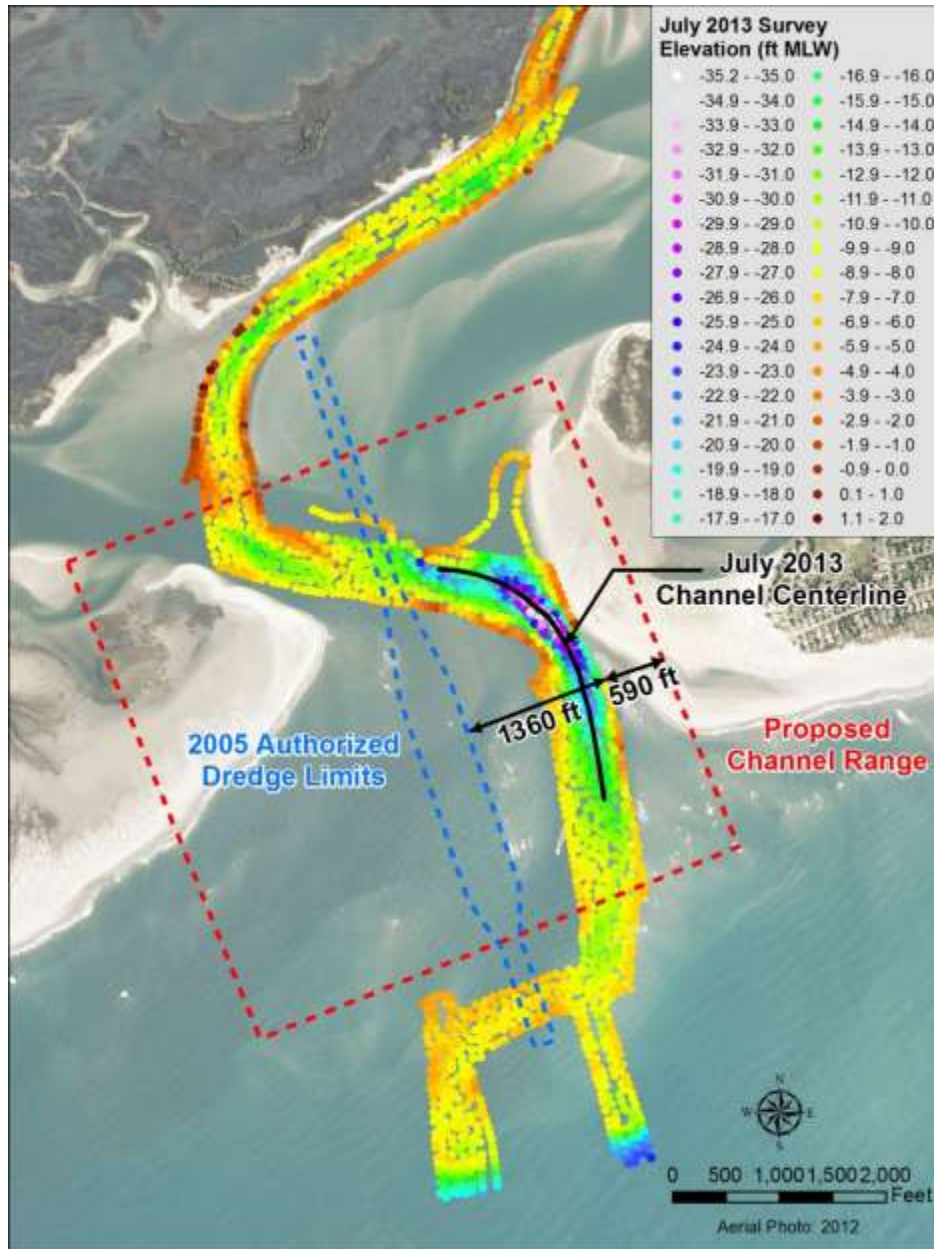 July 2013 Survey
Elevation (ft MLW)
-35.2 - -35.0
-34.9 - -34.0
-33.9 - -33.0
-32.9 - -32.0
-31.9 - -31.0
-30.9 - -30.0
-29.9 - -29.0
-28.9 - -28.0
-27.9 - -27.0
-26.9 - -26.0
-25.9 - -25.0
-24.9 - -24.0
-23.9 - -23.0
-22.9 - -22.0
-21.9 - -21.0
-20.9 - -20.0
-19.9 - -19.0
-18.9 - -18.0
-17.9 - -17.0
-16.9 - -16.0
-15.9 - -15.0
-14.9 - -14.0
-13.9 - -13.0
-12.9 - -12.0
-11.9 - -11.0
-10.9 - -10.0
-9.9 - -9.0
-8.9 - -8.0
-7.9 - -7.0
-6.9 - -6.0
-5.9 - -5.0
-4.9 - -4.0
-3.9 - -3.0
-2.9 - -2.0
-1.9 - -1.0
-0.9 - 0.0
0.1 - 1.0
1.1 - 2.0
July 2013
Channel Centerline
590 ft
1360 ft
2005 Authorized
Dredge Limits
Proposed
Channel Range
N
W E
S
0 500 1,000 1,500 2,000
Feet
Aerial Photo: 2012